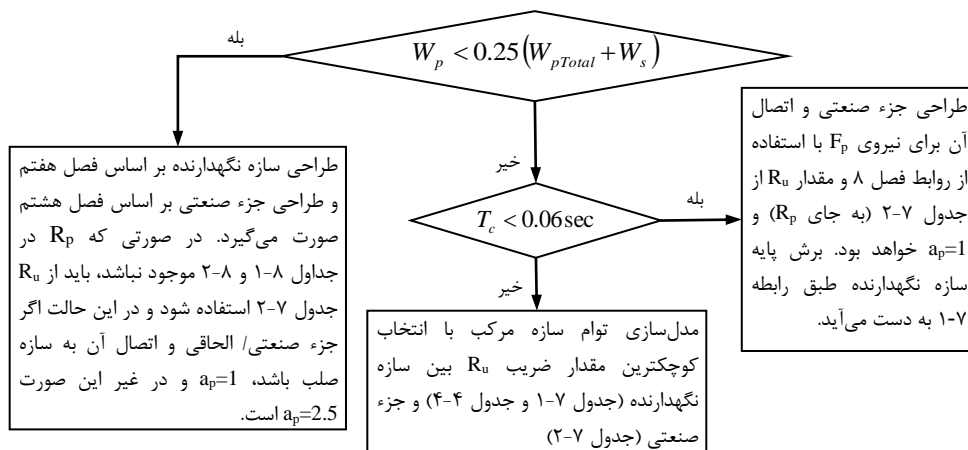 W_p < 0.25(W_pTotal + W_s)
بله
خیر
طراحی سازه نگهدارنده بر اساس فصل هفتم
و طراحی جزء صنعتی بر اساس فصل هشتم
صورت می‌گیرد. در صورتی که R_p در
جداول ۸-۱ و ۸-۲ موجود نباشد، باید از R_u
جدول ۷-۲ استفاده شود و در این حالت اگر
جزء صنعتی/ الحاقی و اتصال آن به سازه
صلب باشد، a_p=1 و در غیر این صورت
a_p=2.5 است.
T_c < 0.06 sec
بله
خیر
طراحی جزء صنعتی و اتصال
آن برای نیروی F_p با استفاده
از روابط فصل ۸ و مقدار R_u از
جدول ۷-۲ (به جای R_p) و
a_p=1 خواهد بود. برش پایه
سازه نگهدارنده طبق رابطه
۷-۱ به دست می‌آید.
مدل‌سازی توام سازه مرکب با انتخاب
کوچکترین مقدار ضریب R_u بین سازه
نگهدارنده (جدول ۷-۱ و جدول ۴-۴) و جزء
صنعتی (جدول ۷-۲)